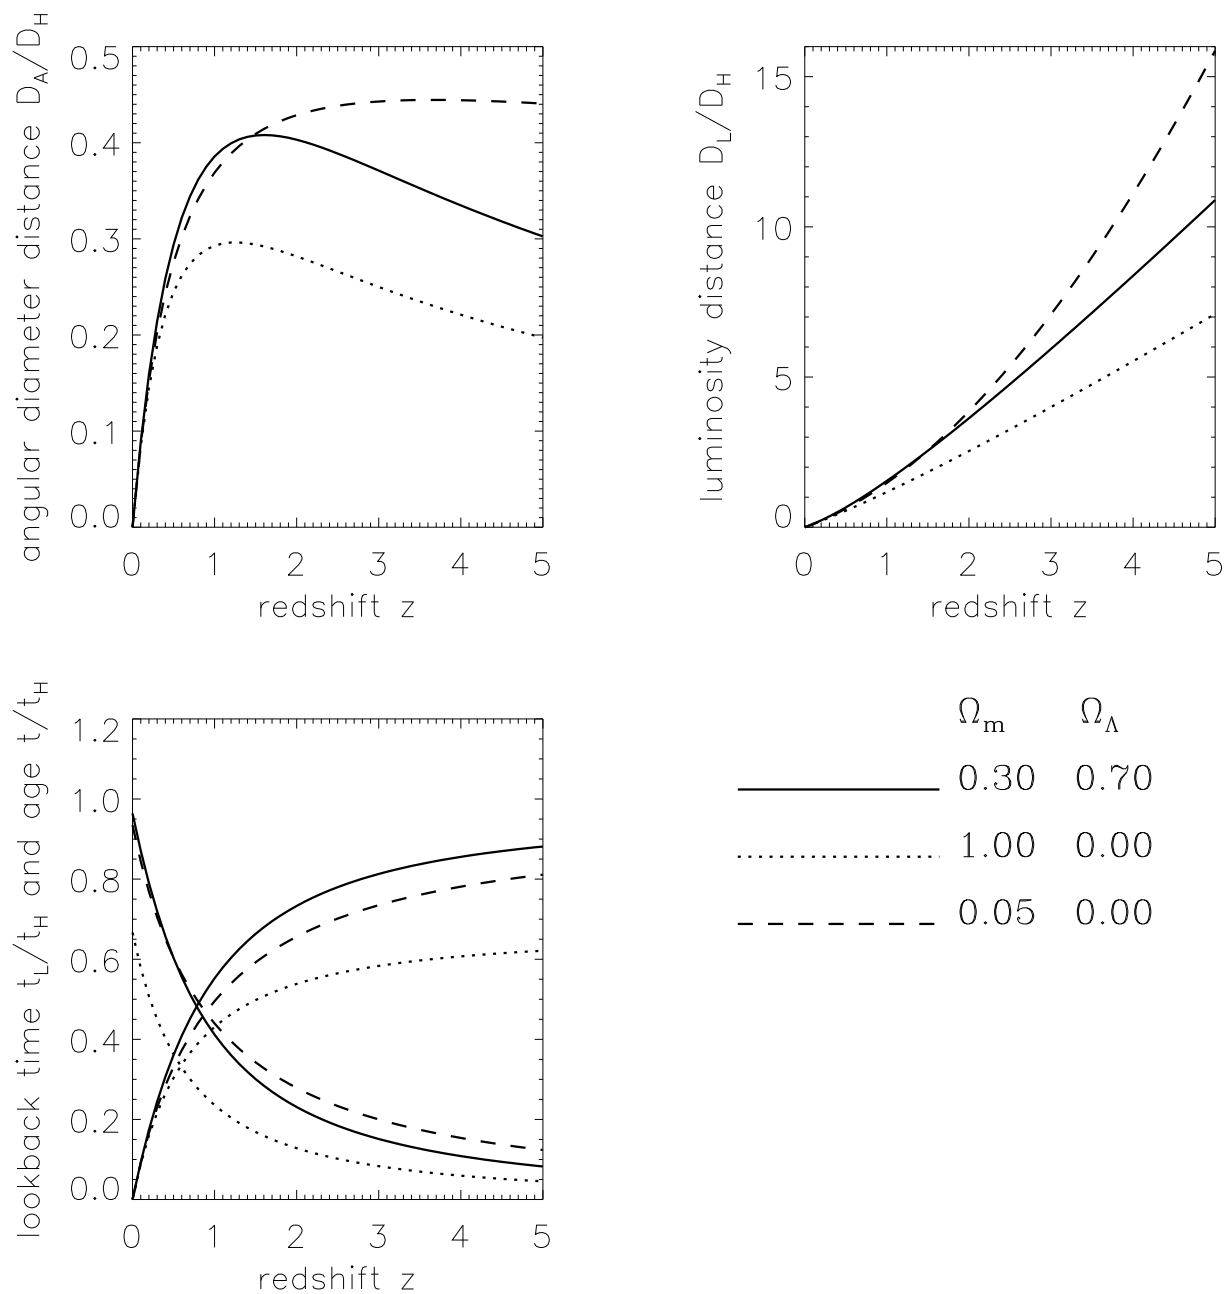 angular diameter distance D_A/D_H
0.5
0.4
0.3
0.2
0.1
0.0
0 1 2 3 4 5
redshift z
luminosity distance D_L/D_H
15
10
5
0
0 1 2 3 4 5
redshift z
lookback time t_L/t_H and age t/t_H
1.2
1.0
0.8
0.6
0.4
0.2
0.0
0 1 2 3 4 5
redshift z
Ω_m Ω_Λ
0.30 0.70
1.00 0.00
0.05 0.00